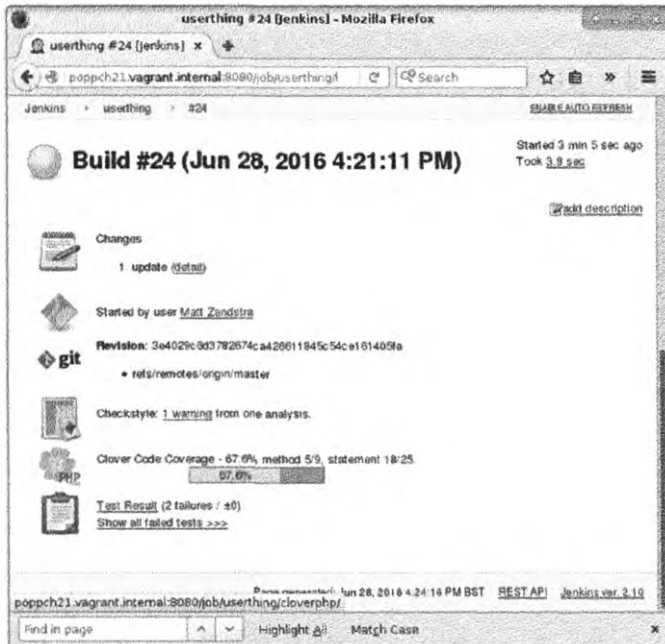 userthing #24 [Jenkins] - Mozilla Firefox
userthing #24 [Jenkins] × +
poppch21.vagrant.internal:8080/job/userthing/ Search
Jenkins userthing #24 ENABLE AUTO REFRESH
Build #24 (Jun 28, 2016 4:21:11 PM)
Started 3 min 5 sec ago
Took 3.9 sec
add description
Changes
1 update (detail)
Started by user Matt Zandstra
git
Revision: 3e4029c6d3782674ca426611845c54ce161405fa
• refs/remotes/origin/master
Checkstyle: 1 warning from one analysis.
PHP
Clover Code Coverage - 67.6%, method 5/9, statement 18/25.
67.6%
Test Result (2 failures / ±0)
Show all failed tests >>>
Page generated: Jun 28, 2016 4:24:16 PM BST REST API Jenkins ver. 2.10
poppch21.vagrant.internal:8080/job/userthing/cloverphp/
Find in page Highlight All Match Case ×